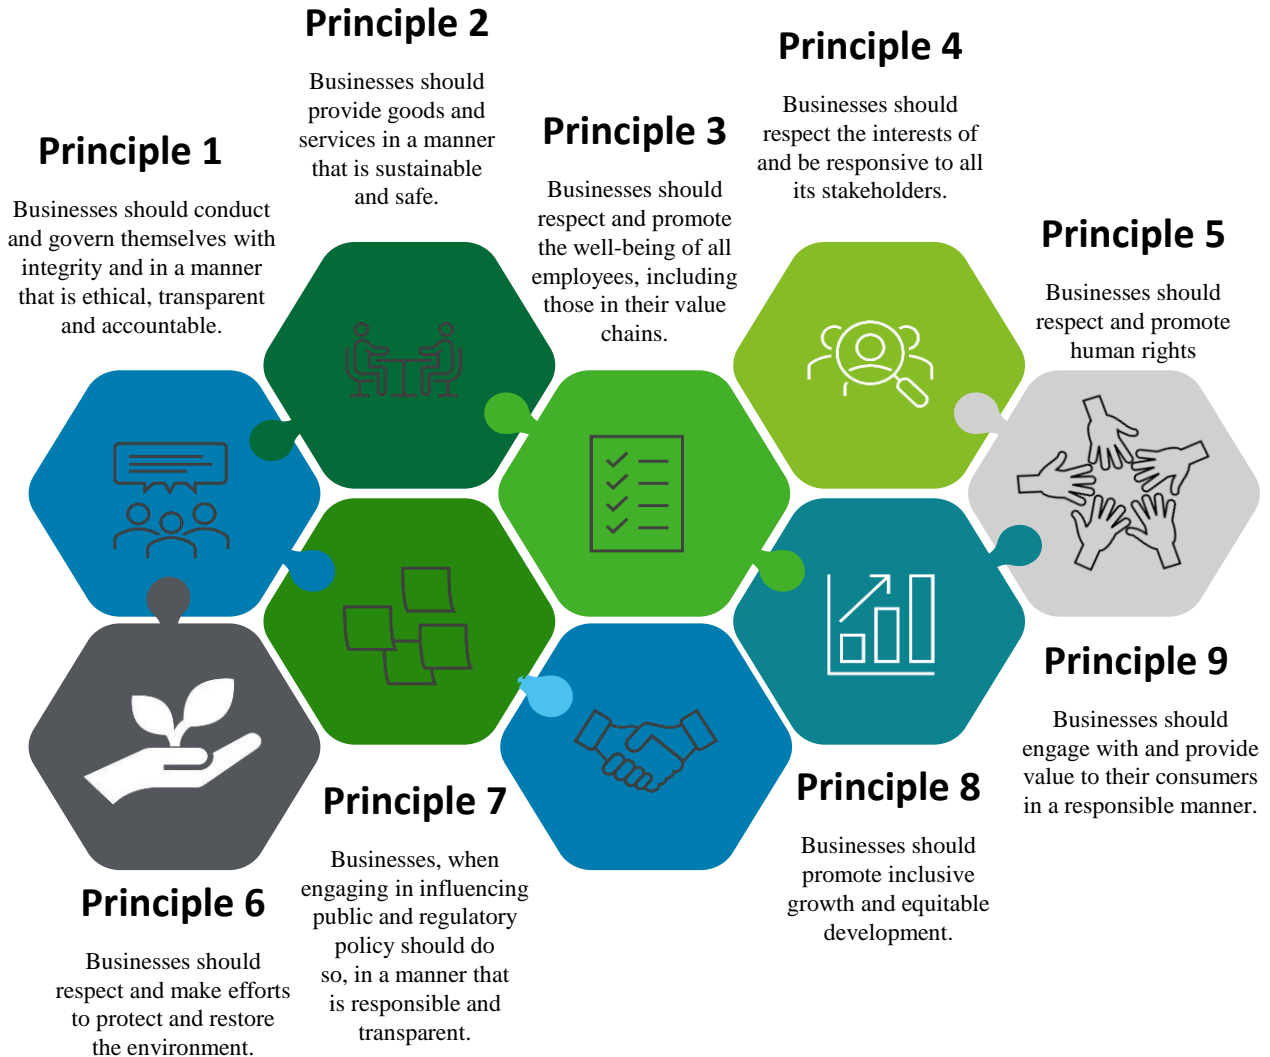 Principle 1
Businesses should conduct
and govern themselves with
integrity and in a manner
that is ethical, transparent
and accountable.
Principle 2
Businesses should
provide goods and
services in a manner
that is sustainable
and safe.
Principle 3
Businesses should
respect and promote
the well-being of all
employees, including
those in their value
chains.
Principle 4
Businesses should
respect the interests of
and be responsive to all
its stakeholders.
Principle 5
Businesses should
respect and promote
human rights
Principle 6
Businesses should
respect and make efforts
to protect and restore
the environment.
Principle 7
Businesses, when
engaging in influencing
public and regulatory
policy should do
so, in a manner that
is responsible and
transparent.
Principle 8
Businesses should
promote inclusive
growth and equitable
development.
Principle 9
Businesses should
engage with and provide
value to their consumers
in a responsible manner.